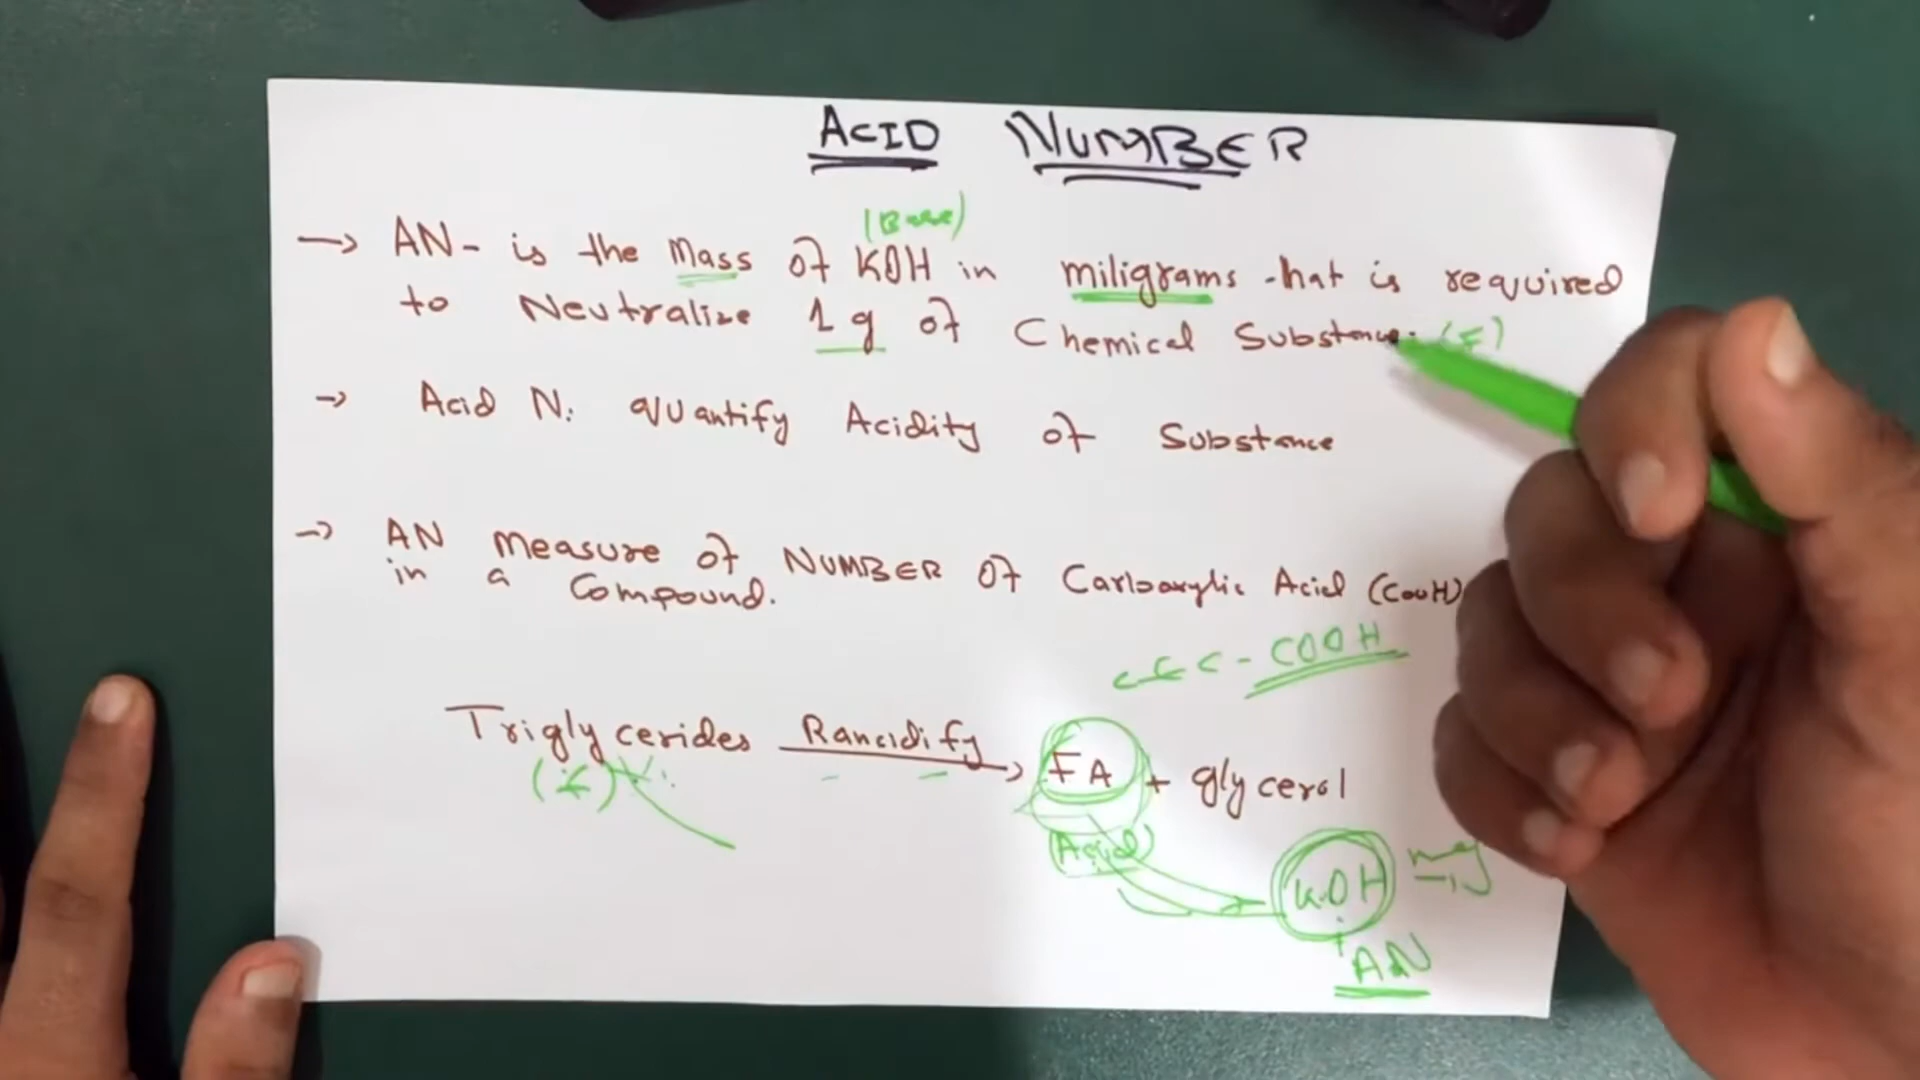 ACID NUMBER
(Base)
AN - is the Mass of KOH in miligrams that is required
to Neutralize 1 g of Chemical Substance. (F)
Acid N. quantify Acidity of Substance
AN measure of NUMBER Of Carboxylic Acid (COOH)
in a Compound.
C C C - COOH
Triglycerides Rancidify FA + glycerol
(Acid)
KOH mg
AN